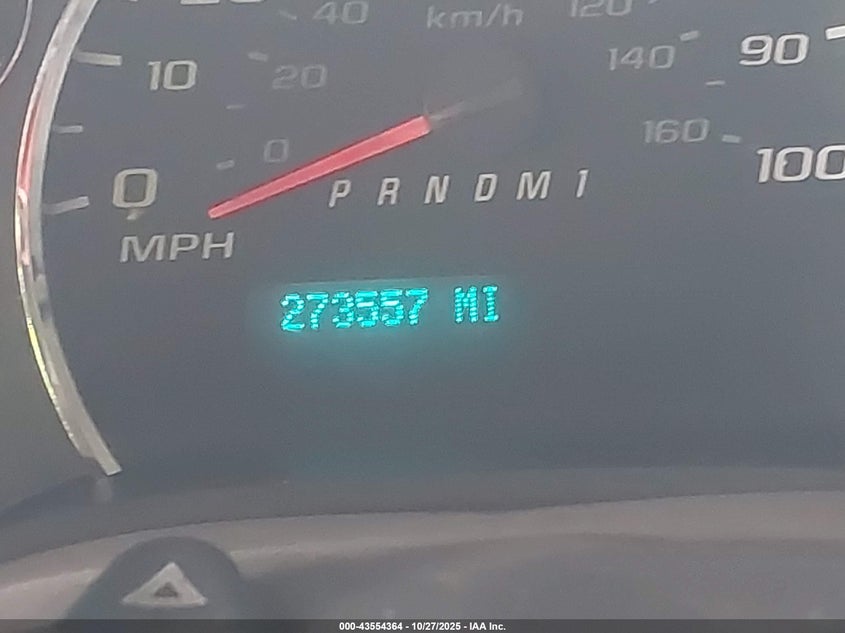 40 km/h 120
10 20 140 90
0 0 160 100
P R N D M 1
MPH
273557 MI
000-43554364 - 10/27/2025 - IAA Inc.